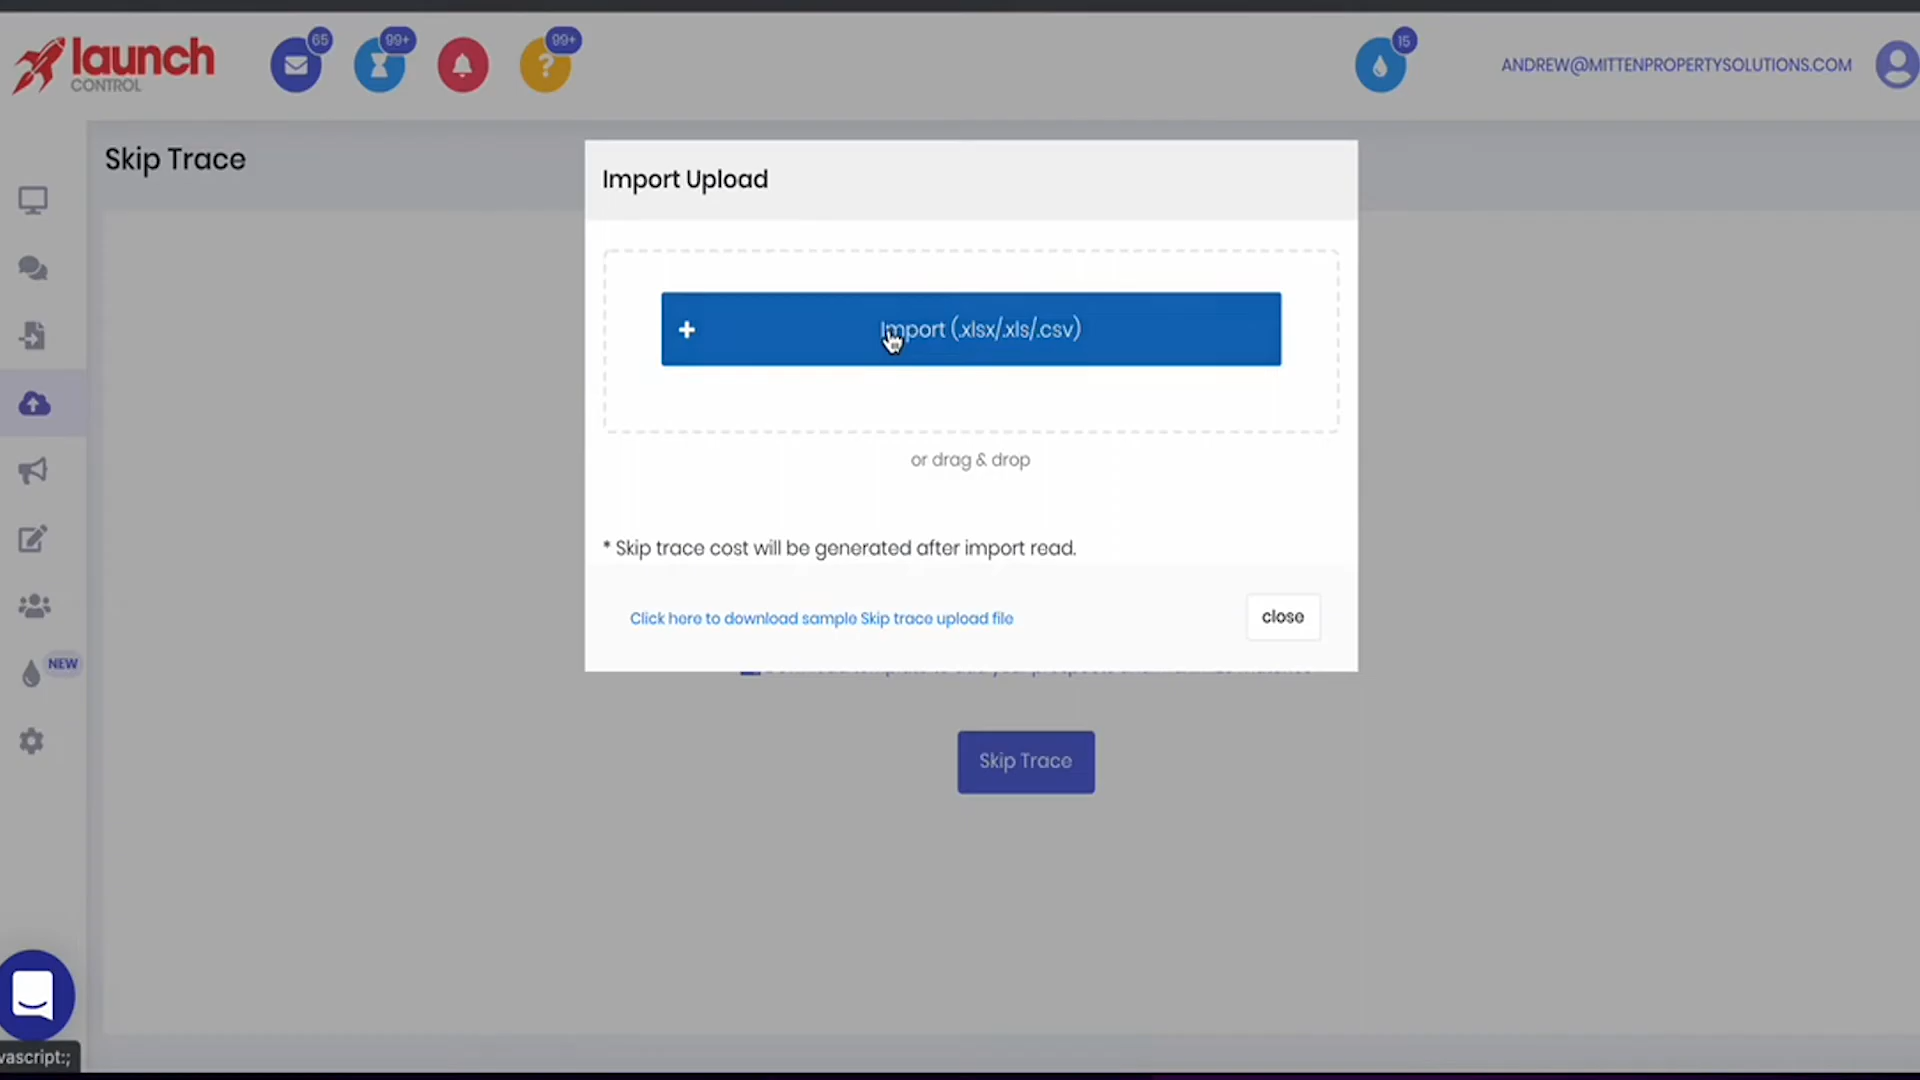 launch
CONTROL
65
99+
99+
15
ANDREW@MITTENPROPERTYSOLUTIONS.COM
Skip Trace
Import Upload
+ Import (.xlsx/.xls/.csv)
or drag & drop
* Skip trace cost will be generated after import read.
Click here to download sample Skip trace upload file
close
NEW
Skip Trace
vascript:;